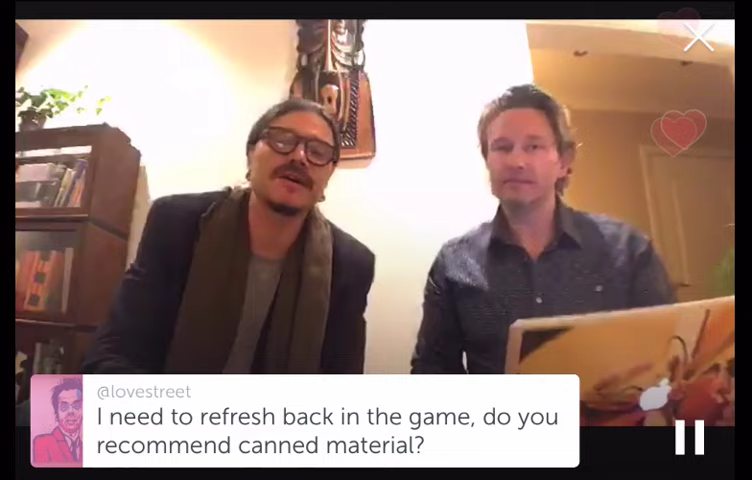 @lovestreet
I need to refresh back in the game, do you
recommend canned material?